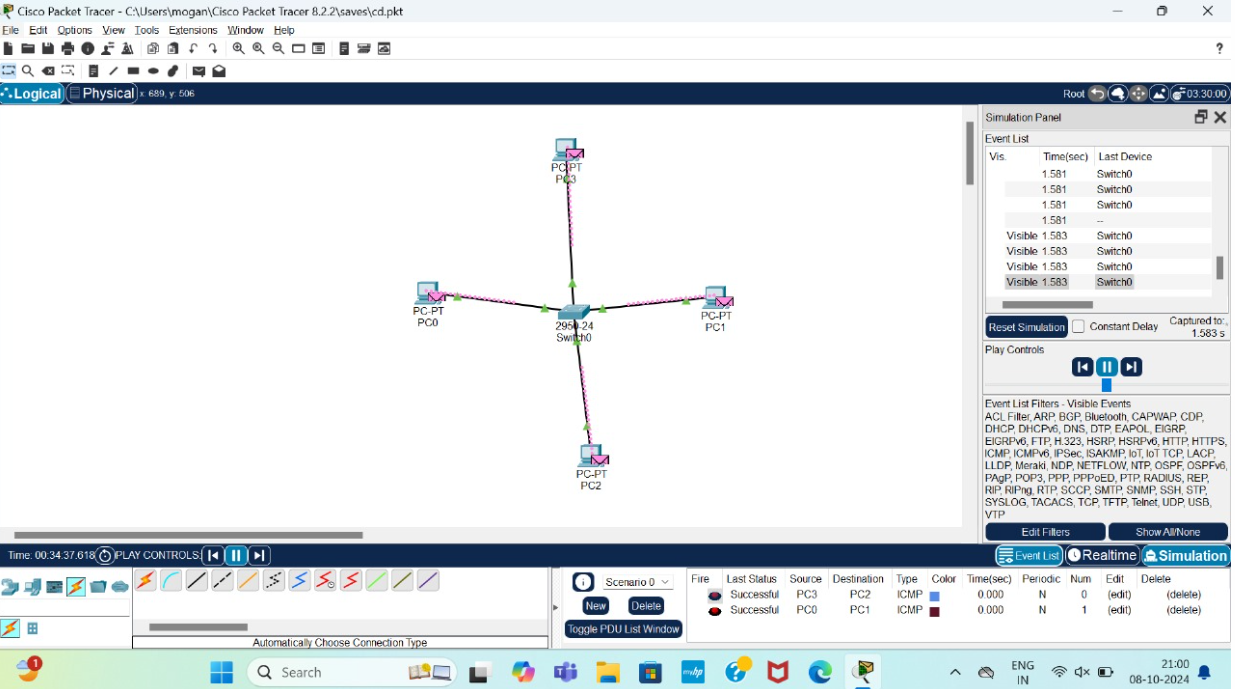 Cisco Packet Tracer - C:\Users\mogan\Cisco Packet Tracer 8.2.2\saves\cd.pkt
File Edit Options View Tools Extensions Window Help
?
Logical Physical x: 689, y: 506
Root 03:30:00
Simulation Panel
Event List
Vis. Time(sec) Last Device
1.581 Switch0
1.581 Switch0
1.581 Switch0
1.581 --
Visible 1.583 Switch0
Visible 1.583 Switch0
Visible 1.583 Switch0
Visible 1.583 Switch0
Reset Simulation Constant Delay Captured to:
1.583 s
Play Controls
Event List Filters - Visible Events
ACL Filter, ARP, BGP, Bluetooth, CAPWAP, CDP,
DHCP, DHCPv6, DNS, DTP, EAPOL, EIGRP,
EIGRPv6, FTP, H.323, HSRP, HSRPv6, HTTP, HTTPS,
ICMP, ICMPv6, IPSec, ISAKMP, IoT, IoT TCP, LACP,
LLDP, Meraki, NDP, NETFLOW, NTP, OSPF, OSPFv6,
PAgP, POP3, PPP, PPPoED, PTP, RADIUS, REP,
RIP, RIPng, RTP, SCCP, SMTP, SNMP, SSH, STP,
SYSLOG, TACACS, TCP, TFTP, Telnet, UDP, USB,
VTP
Edit Filters Show All/None
PC-PT
PC3
PC-PT
PC0
2950-24
Switch0
PC-PT
PC1
PC-PT
PC2
Time: 00:34:37.618 PLAY CONTROLS:
Event List Realtime Simulation
Automatically Choose Connection Type
Scenario 0
New Delete
Toggle PDU List Window
Fire Last Status Source Destination Type Color Time(sec) Periodic Num Edit Delete
Successful PC3 PC2 ICMP 0.000 N 0 (edit) (delete)
Successful PC0 PC1 ICMP 0.000 N 1 (edit) (delete)
1
Search
myhp
ENG
IN
21:00
08-10-2024